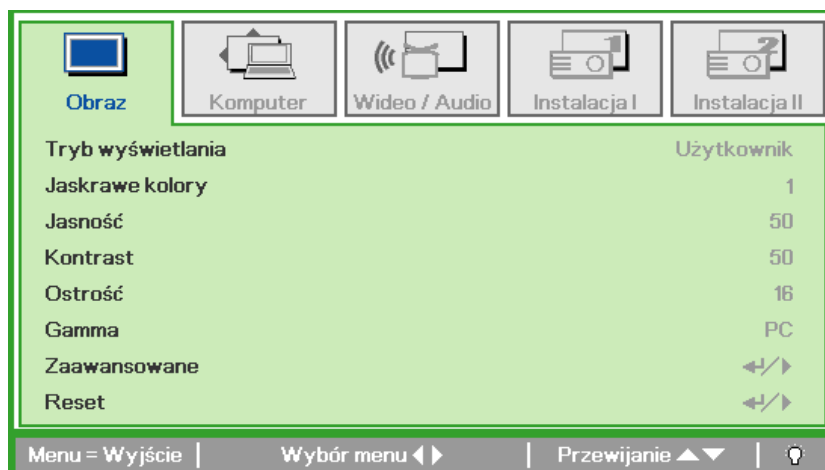 Obraz Komputer Wideo / Audio Instalacja I Instalacja II
Tryb wyświetlania Użytkownik
Jaskrawe kolory 1
Jasność 50
Kontrast 50
Ostrość 16
Gamma PC
Zaawansowane
Reset
Menu = Wyjście | Wybór menu | Przewijanie |